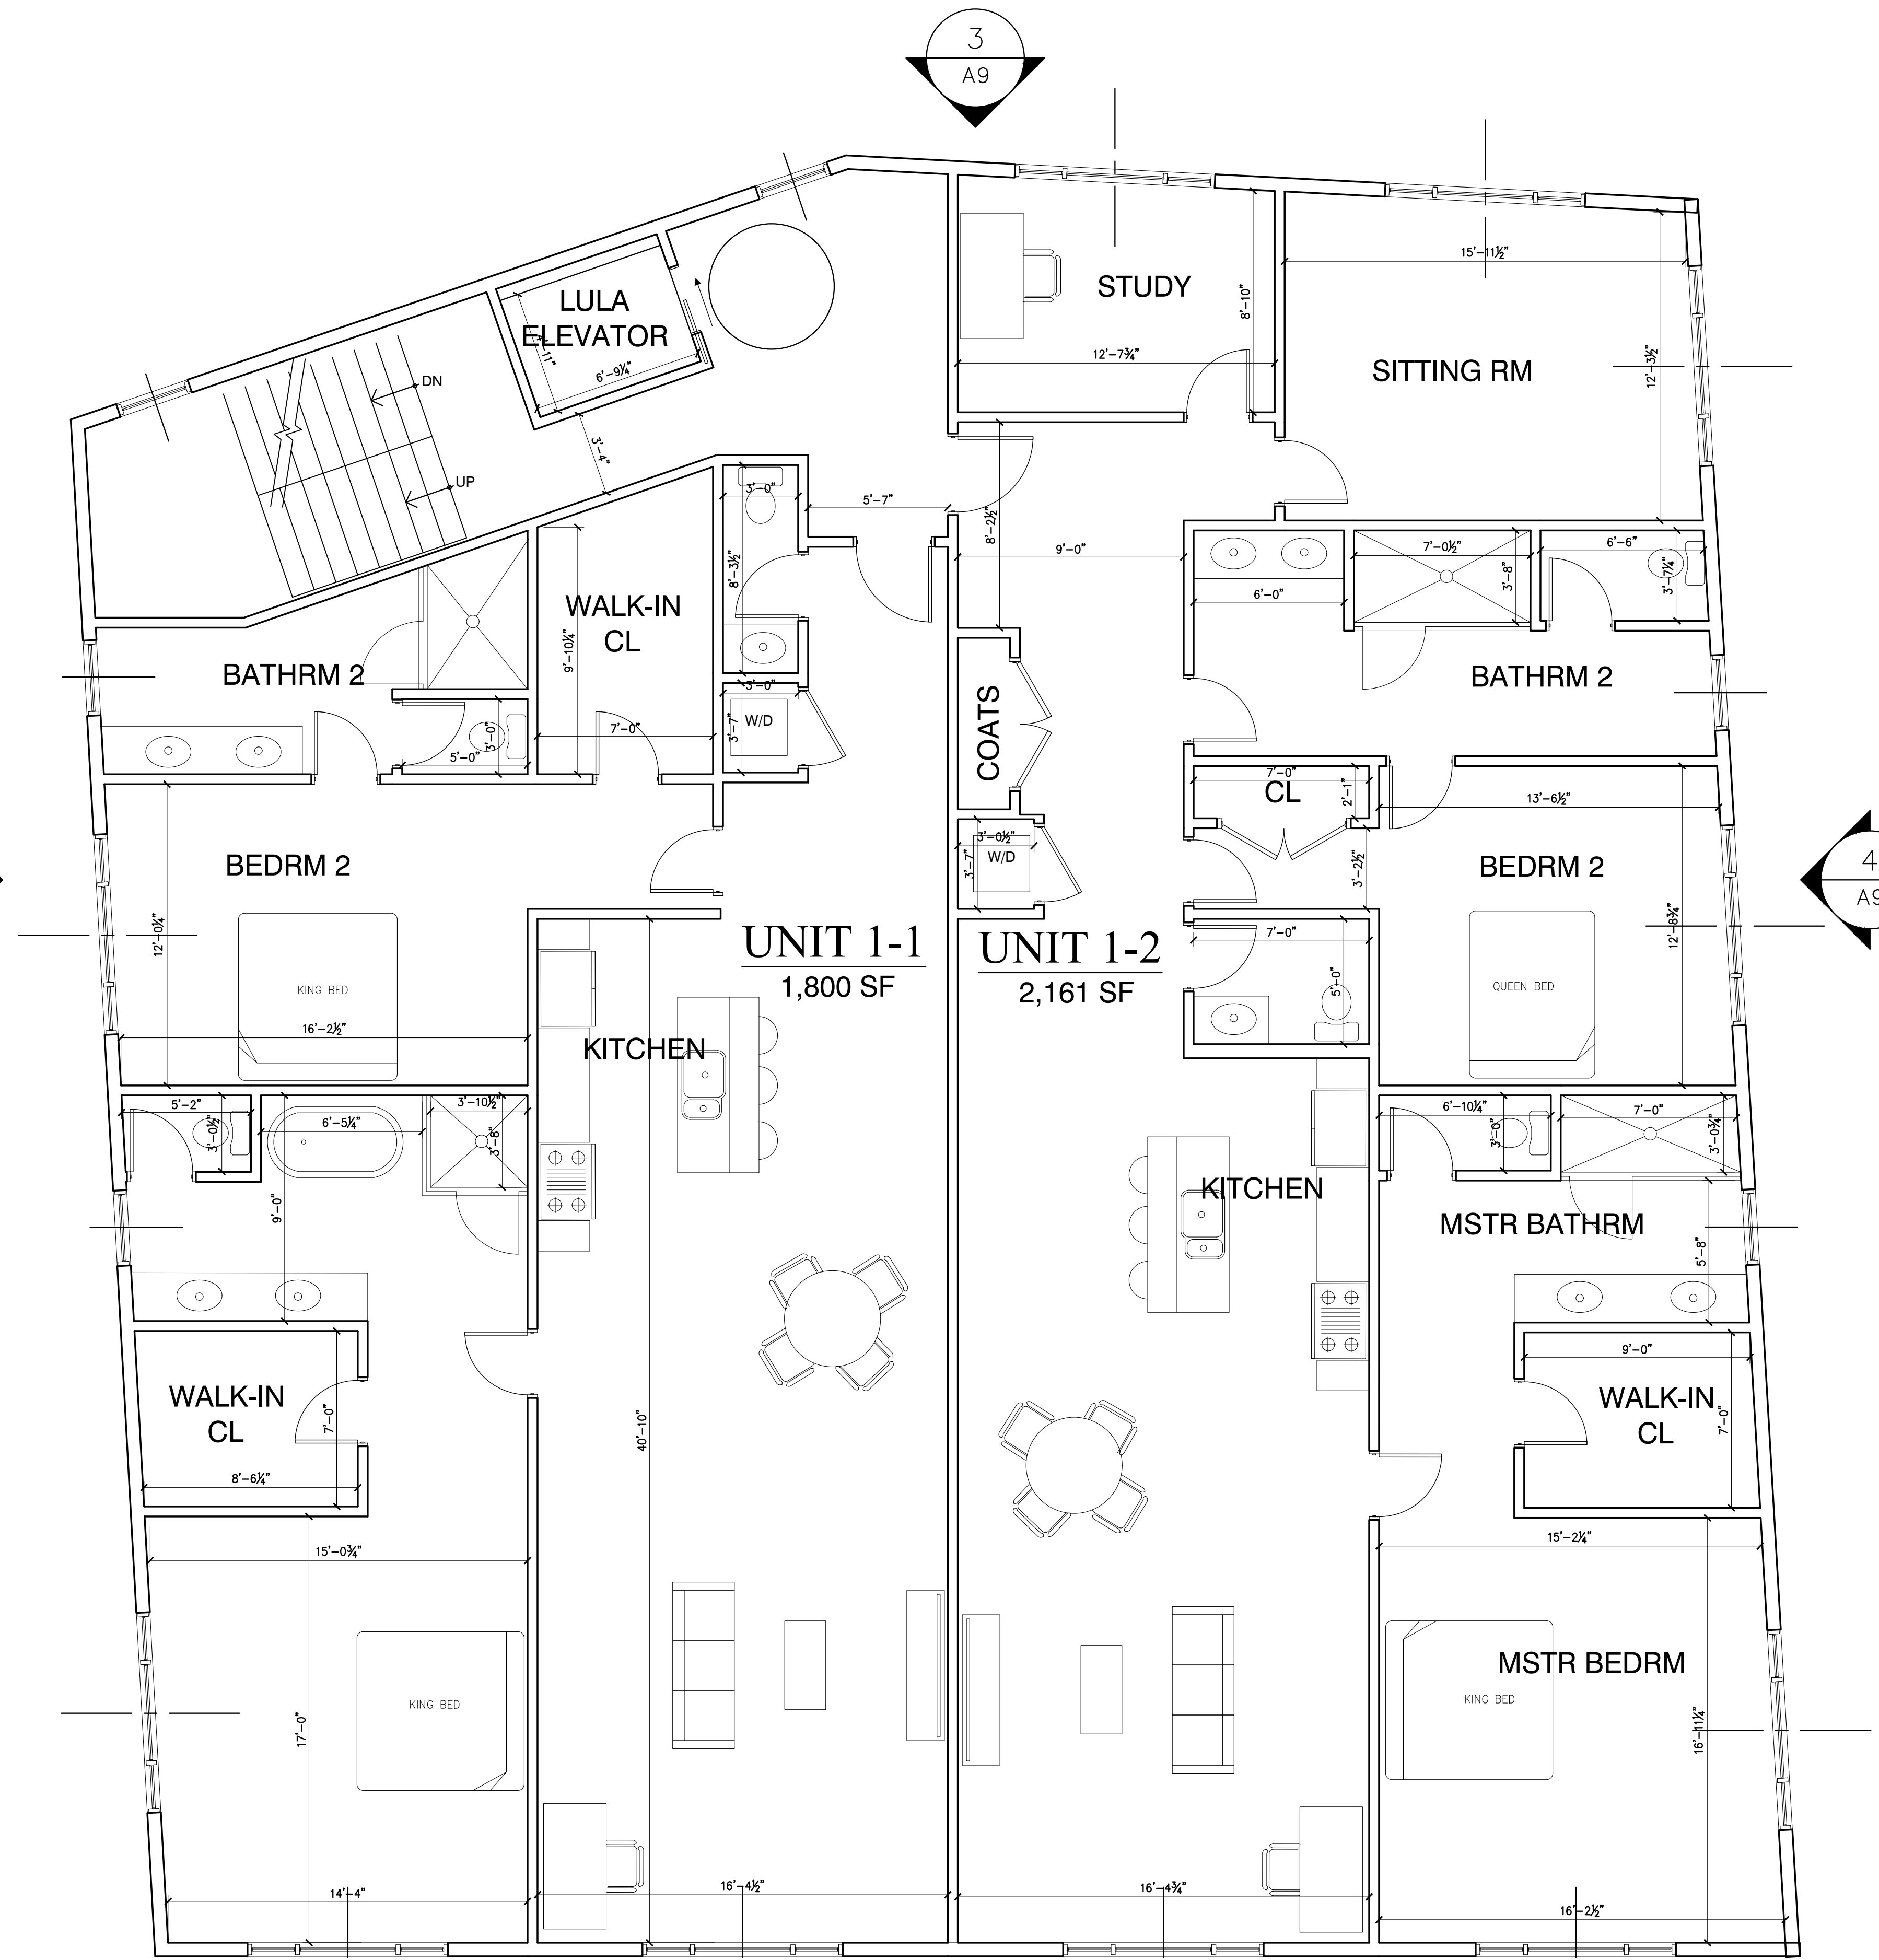 3
A9
STUDY
8'-10"
12'-7¾"
15'-11½"
SITTING RM
12'-3½"
LULA
ELEVATOR
6'-9¼"
DN
UP
3'-4"
3'-0"
8'-3½"
5'-7"
8'-2½"
9'-0"
6'-0"
7'-0½"
3'-8"
6'-6"
3'-7¼"
BATHRM 2
WALK-IN
CL
9'-10¼"
7'-0"
3'-0"
5'-0"
3'-0"
3'-7"
W/D
COATS
BATHRM 2
7'-0"
CL
2'-1"
13'-6½"
3'-0½"
3'-7"
W/D
3'-2½"
BEDRM 2
12'-0¼"
KING BED
16'-2½"
BEDRM 2
12'-8¾"
QUEEN BED
4
UNIT 1-1
1,800 SF
UNIT 1-2
2,161 SF
7'-0"
5'-0"
KITCHEN
5'-2"
3'-0½"
6'-5¼"
3'-10½"
3'-8"
9'-0"
6'-10¼"
3'-0"
7'-0"
3'-0¾"
KITCHEN
MSTR BATHRM
5'-8"
WALK-IN
CL
7'-0"
8'-6¼"
40'-10"
9'-0"
WALK-IN
CL
7'-0"
15'-0¾"
15'-2¼"
KING BED
17'-0"
MSTR BEDRM
KING BED
16'-11¼"
14'-4"
16'-4½"
16'-4¾"
16'-2½"